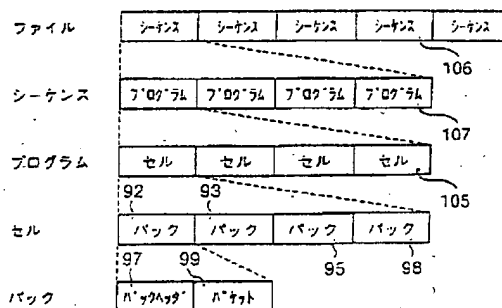 ファイル シーケンス シーケンス シーケンス シーケンス シーケンス
106
シーケンス プログラム プログラム プログラム プログラム
107
プログラム セル セル セル セル
105
92 93
セル パック パック パック パック
97 99 95 98
パック パックヘッダ パケット